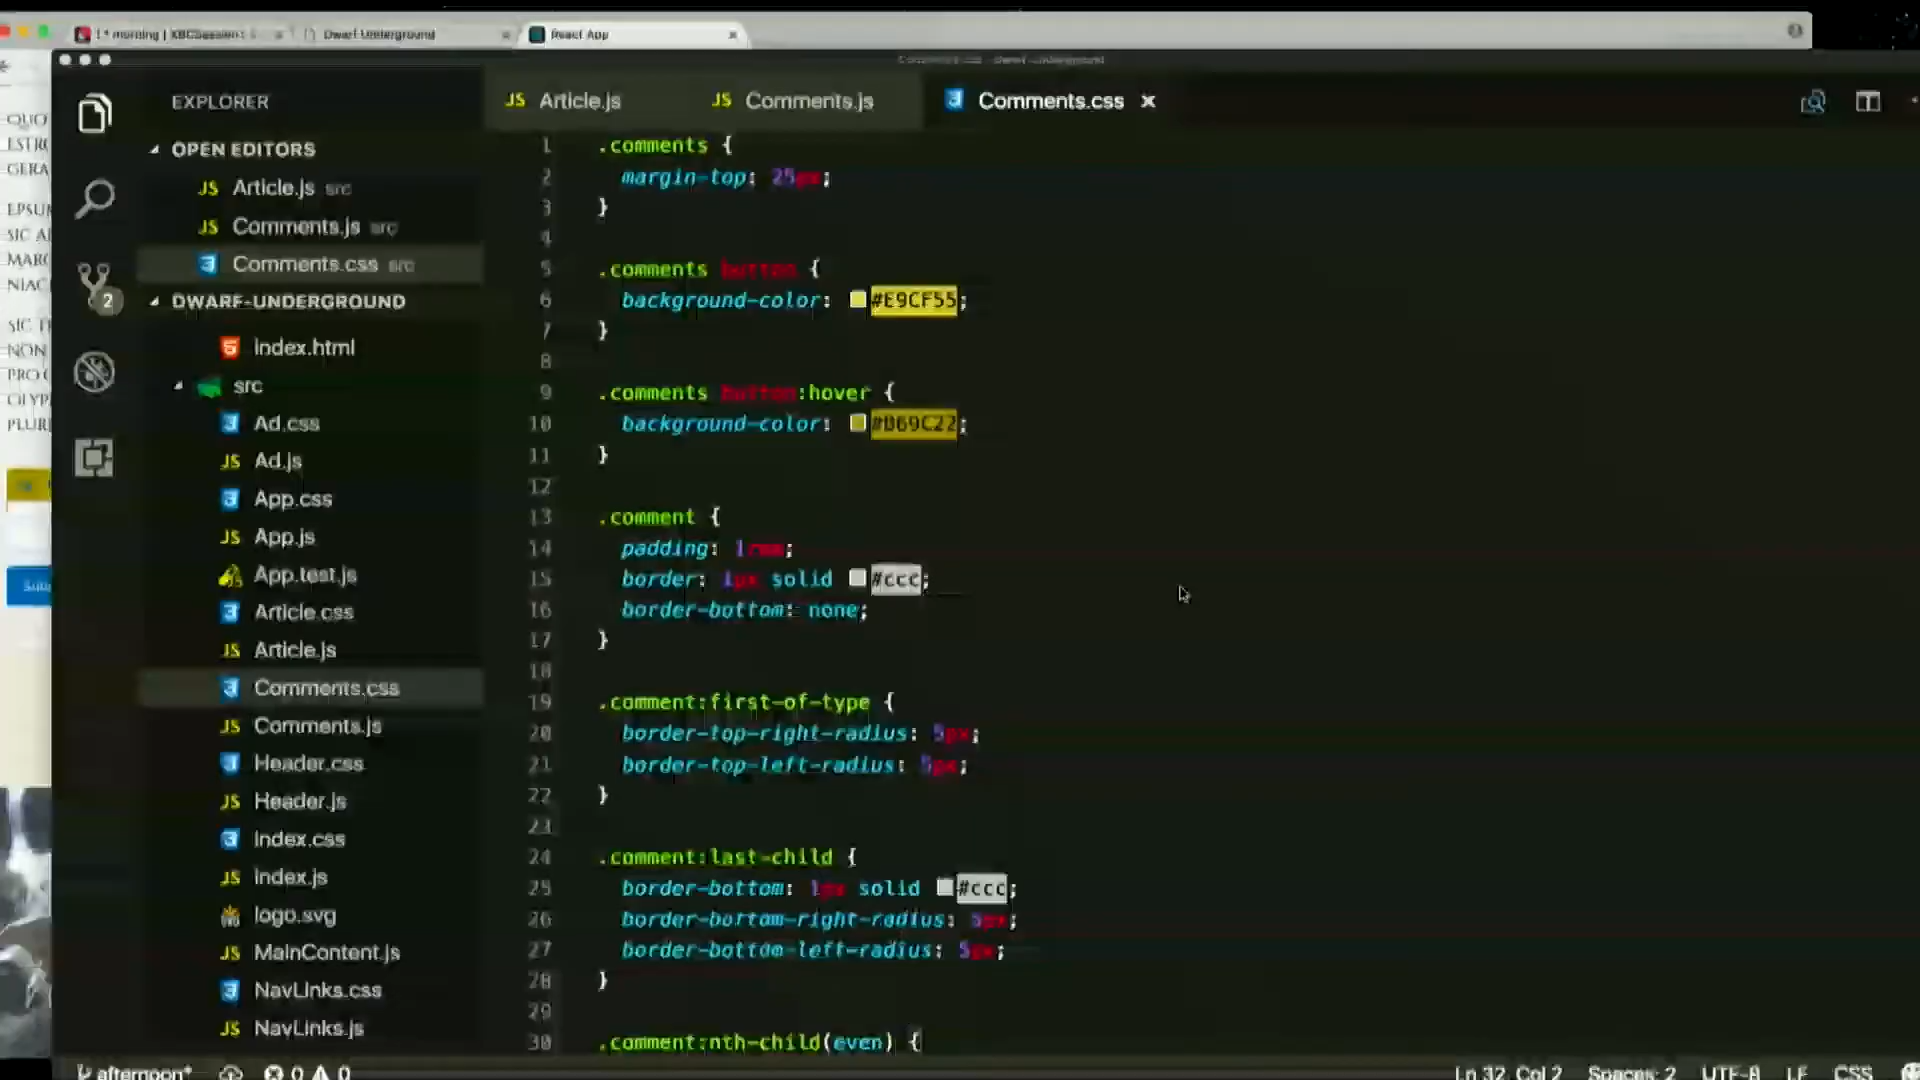 Dwarf Underground
React App
EXPLORER
OPEN EDITORS
JS Article.js src
JS Comments.js src
Comments.css src
DWARF-UNDERGROUND
index.html
src
Ad.css
JS Ad.js
App.css
JS App.js
App.test.js
Article.css
JS Article.js
Comments.css
JS Comments.js
Header.css
JS Header.js
index.css
JS index.js
logo.svg
JS MainContent.js
NavLinks.css
JS NavLinks.js
2
JS Article.js
JS Comments.js
Comments.css
1 .comments {
2 margin-top: 25px;
3 }
4
5 .comments button {
6 background-color: #E9CF55;
7 }
8
9 .comments button:hover {
10 background-color: #B69C22;
11 }
12
13 .comment {
14 padding: 1rem;
15 border: 1px solid #ccc;
16 border-bottom: none;
17 }
18
19 .comment:first-of-type {
20 border-top-right-radius: 5px;
21 border-top-left-radius: 5px;
22 }
23
24 .comment:last-child {
25 border-bottom: 1px solid #ccc;
26 border-bottom-right-radius: 5px;
27 border-bottom-left-radius: 5px;
28 }
29
30 .comment:nth-child(even) {
afternoon* 0 0
Ln 32, Col 2 Spaces: 2 UTF-8 LF CSS